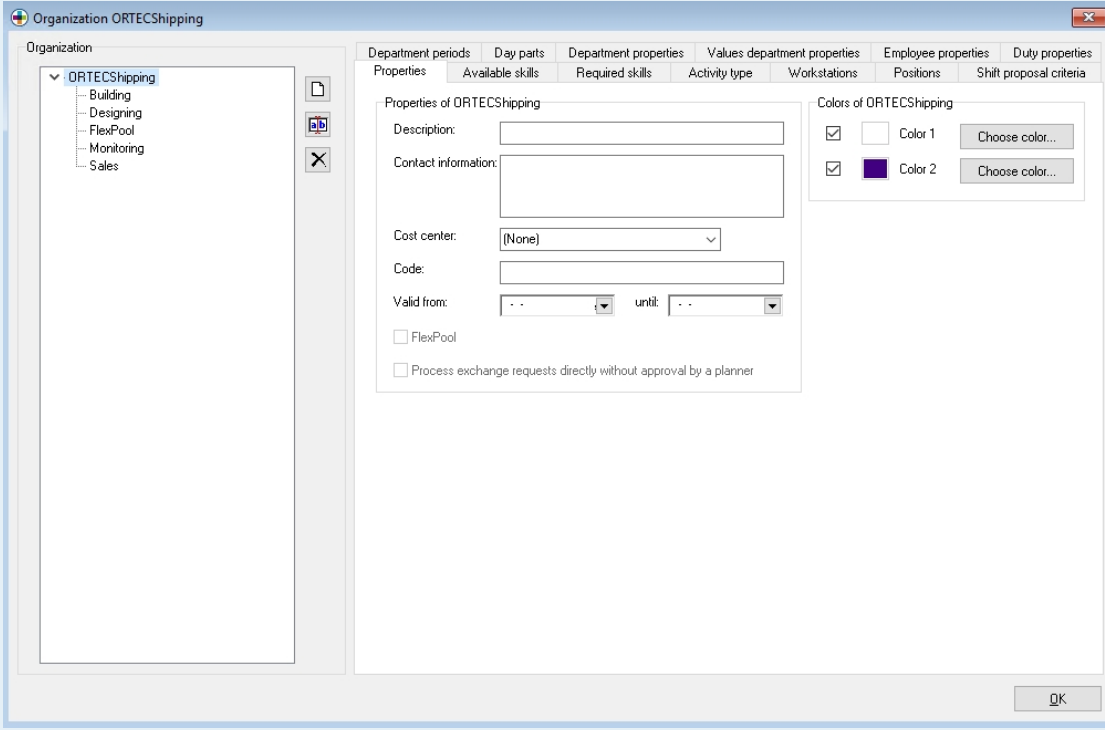 Organization ORTECShipping
Organization
ORTECShipping
Building
Designing
FlexPool
Monitoring
Sales
a b
Department periods Day parts Department properties Values department properties Employee properties Duty properties
Properties Available skills Required skills Activity type Workstations Positions Shift proposal criteria
Properties of ORTECShipping
Description:
Contact information:
Cost center: (None)
Code:
Valid from: - - until: - -
FlexPool
Process exchange requests directly without approval by a planner
Colors of ORTECShipping
Color 1 Choose color...
Color 2 Choose color...
OK